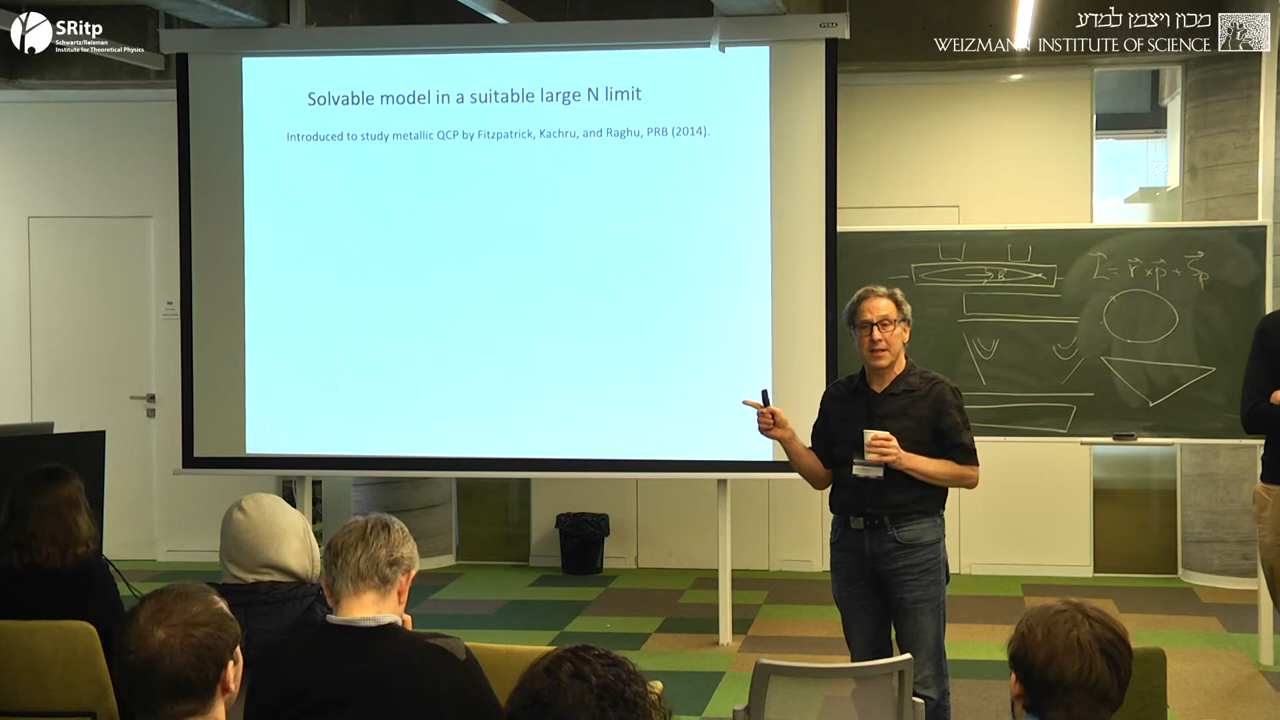 SRitp
Schwartz/Reisman
Institute for Theoretical Physics
מכון ויצמן למדע
WEIZMANN INSTITUTE OF SCIENCE
Solvable model in a suitable large N limit
Introduced to study metallic QCP by Fitzpatrick, Kachru, and Raghu, PRB (2014).